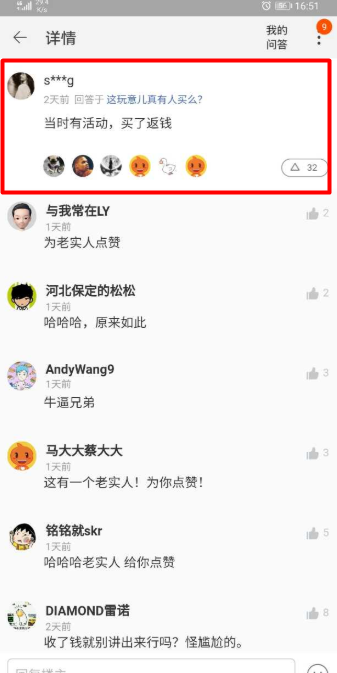 29.4
K/s
16:51
详情
我的
问答
9
s***g
2天前 回答于 这玩意儿真有人买么?
当时有活动，买了返钱
32
与我常在LY
2
1天前
为老实人点赞
河北保定的松松
2
1天前
哈哈哈，原来如此
AndyWang9
3
1天前
牛逼兄弟
马大大蔡大大
3
1天前
这有一个老实人！为你点赞！
铭铭就skr
5
1天前
哈哈哈老实人 给你点赞
DIAMOND雷诺
8
2天前
收了钱就别讲出来行吗？怪尴尬的。